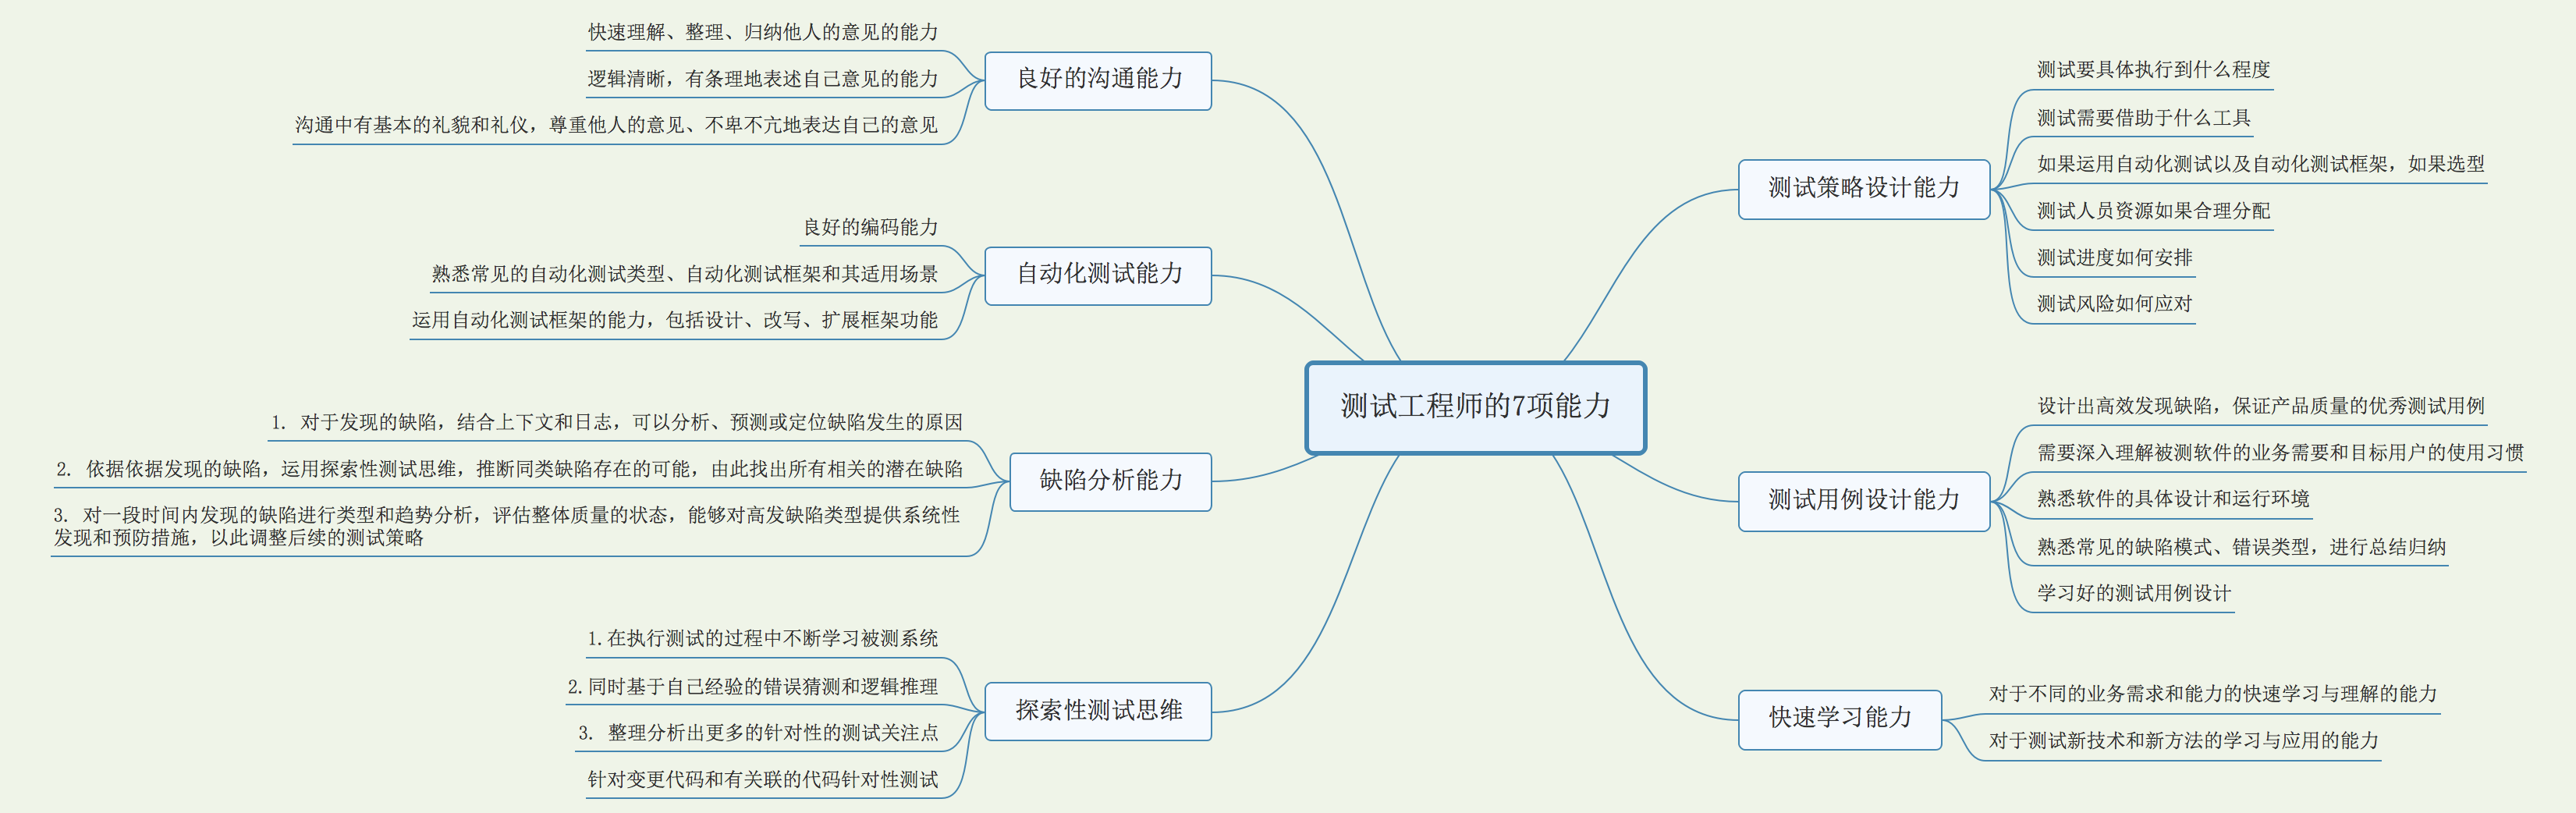 测试工程师的7项能力
测试策略设计能力
测试要具体执行到什么程度
测试需要借助于什么工具
如果运用自动化测试以及自动化测试框架，如果选型
测试人员资源如果合理分配
测试进度如何安排
测试风险如何应对
测试用例设计能力
设计出高效发现缺陷，保证产品质量的优秀测试用例
需要深入理解被测软件的业务需要和目标用户的使用习惯
熟悉软件的具体设计和运行环境
熟悉常见的缺陷模式、错误类型，进行总结归纳
学习好的测试用例设计
快速学习能力
对于不同的业务需求和能力的快速学习与理解的能力
对于测试新技术和新方法的学习与应用的能力
良好的沟通能力
快速理解、整理、归纳他人的意见的能力
逻辑清晰，有条理地表述自己意见的能力
沟通中有基本的礼貌和礼仪，尊重他人的意见、不卑不亢地表达自己的意见
自动化测试能力
良好的编码能力
熟悉常见的自动化测试类型、自动化测试框架和其适用场景
运用自动化测试框架的能力，包括设计、改写、扩展框架功能
缺陷分析能力
1. 对于发现的缺陷，结合上下文和日志，可以分析、预测或定位缺陷发生的原因
2. 依据依据发现的缺陷，运用探索性测试思维，推断同类缺陷存在的可能，由此找出所有相关的潜在缺陷
3. 对一段时间内发现的缺陷进行类型和趋势分析，评估整体质量的状态，能够对高发缺陷类型提供系统性
发现和预防措施，以此调整后续的测试策略
探索性测试思维
1.在执行测试的过程中不断学习被测系统
2.同时基于自己经验的错误猜测和逻辑推理
3. 整理分析出更多的针对性的测试关注点
针对变更代码和有关联的代码针对性测试